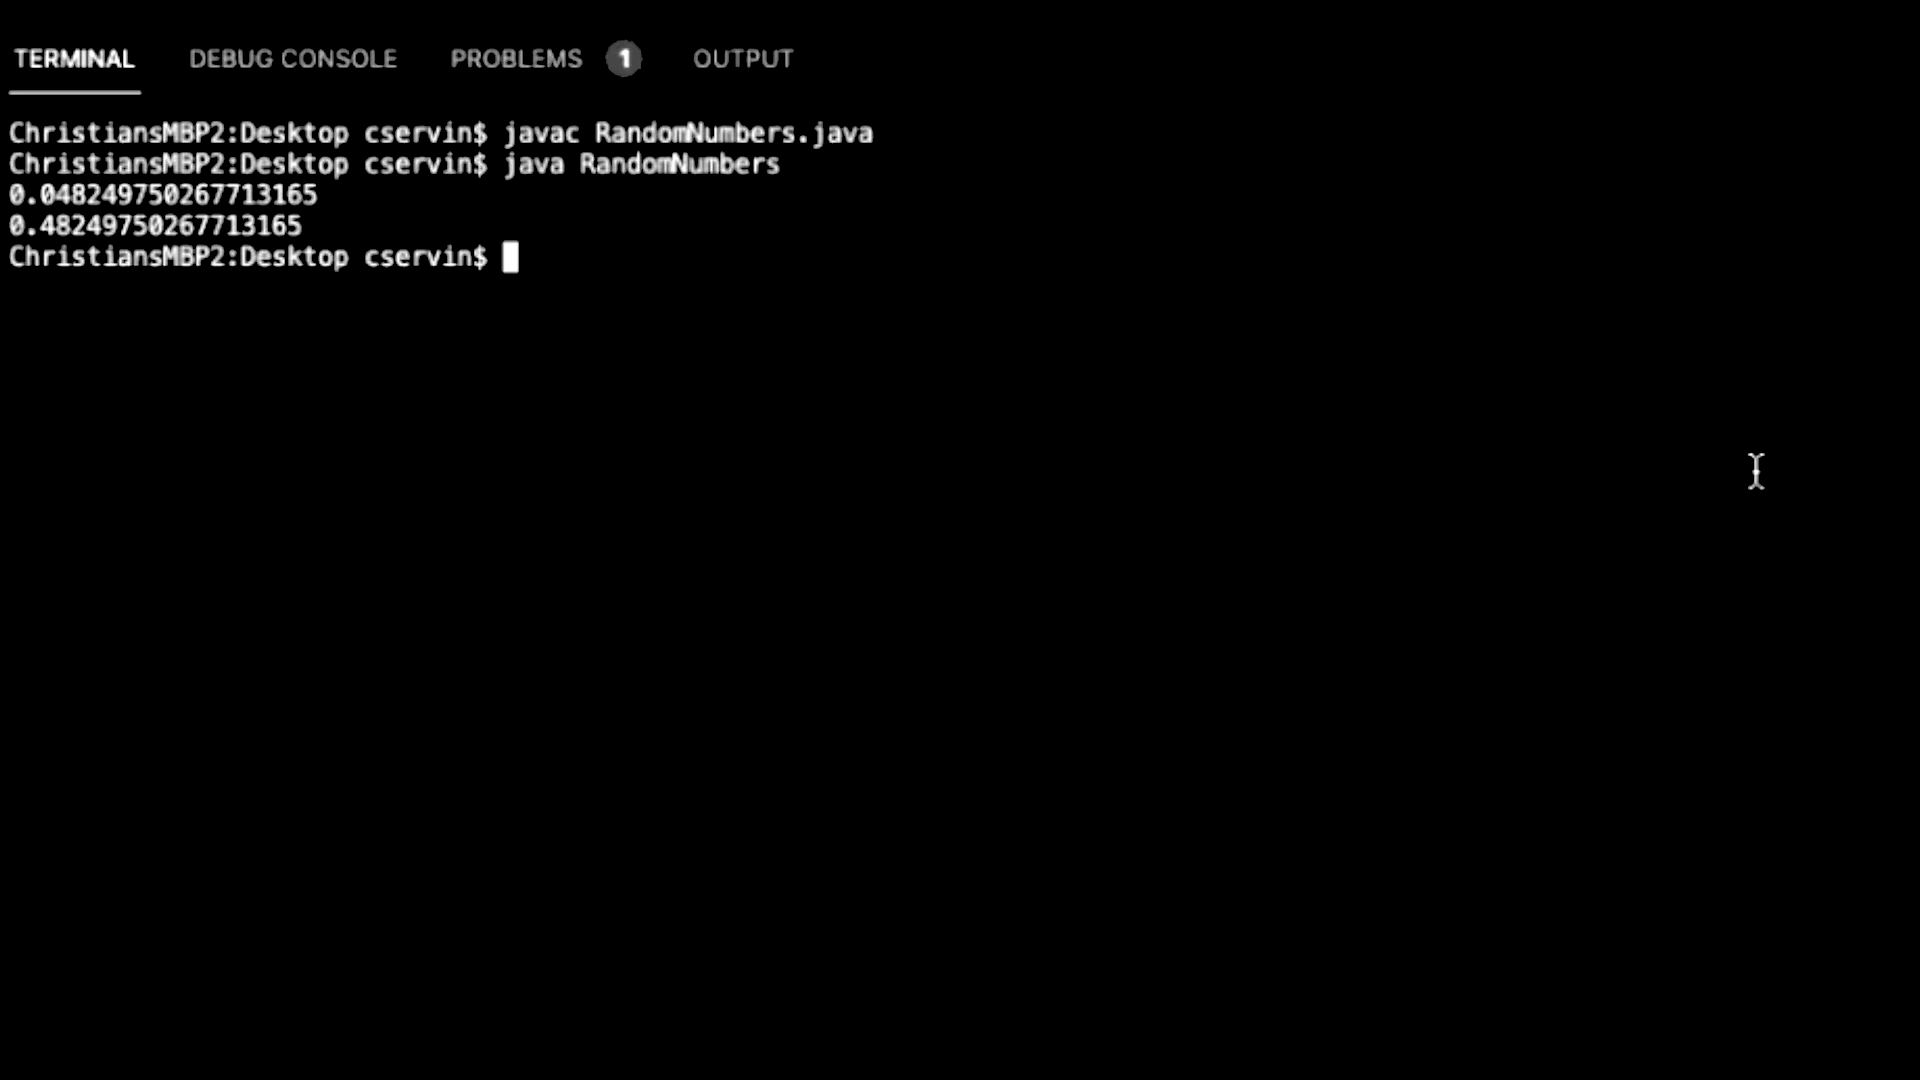 TERMINAL DEBUG CONSOLE PROBLEMS 1 OUTPUT
ChristiansMBP2:Desktop cservin$ javac RandomNumbers.java
ChristiansMBP2:Desktop cservin$ java RandomNumbers
0.048249750267713165
0.48249750267713165
ChristiansMBP2:Desktop cservin$